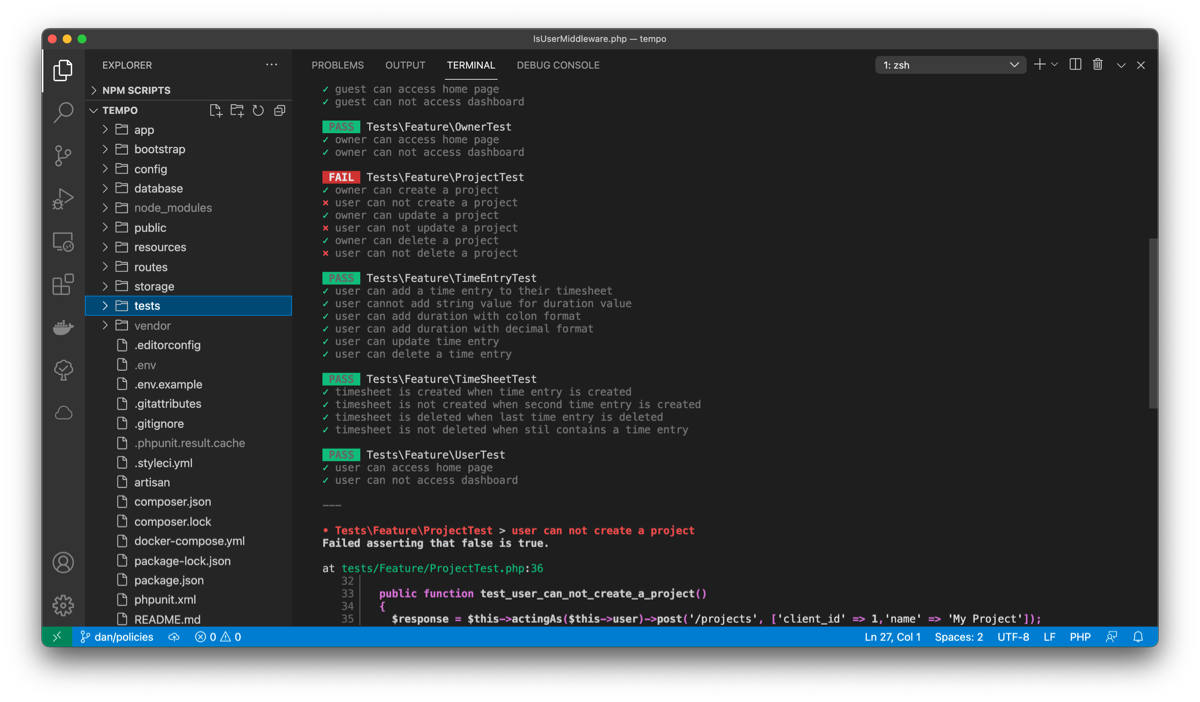 IsUserMiddleware.php — tempo
EXPLORER
NPM SCRIPTS
TEMPO
app
bootstrap
config
database
node_modules
public
resources
routes
storage
tests
vendor
.editorconfig
.env
.env.example
.gitattributes
.gitignore
.phpunit.result.cache
.styleci.yml
artisan
composer.json
composer.lock
docker-compose.yml
package-lock.json
package.json
phpunit.xml
README.md
PROBLEMS OUTPUT TERMINAL DEBUG CONSOLE 1: zsh
✓ guest can access home page
✓ guest can not access dashboard
PASS Tests\Feature\OwnerTest
✓ owner can access home page
✓ owner can not access dashboard
FAIL Tests\Feature\ProjectTest
✓ owner can create a project
✕ user can not create a project
✓ owner can update a project
✕ user can not update a project
✓ owner can delete a project
✕ user can not delete a project
PASS Tests\Feature\TimeEntryTest
✓ user can add a time entry to their timesheet
✓ user cannot add string value for duration value
✓ user can add duration with colon format
✓ user can add duration with decimal format
✓ user can update time entry
✓ user can delete a time entry
PASS Tests\Feature\TimeSheetTest
✓ timesheet is created when time entry is created
✓ timesheet is not created when second time entry is created
✓ timesheet is deleted when last time entry is deleted
✓ timesheet is not deleted when stil contains a time entry
PASS Tests\Feature\UserTest
✓ user can access home page
✓ user can not access dashboard
---
• Tests\Feature\ProjectTest > user can not create a project
Failed asserting that false is true.
at tests/Feature/ProjectTest.php:36
32
33 public function test_user_can_not_create_a_project()
34 {
35 $response = $this->actingAs($this->user)->post('/projects', ['client_id' => 1,'name' => 'My Project']);
dan/policies 0 0 Ln 27, Col 1 Spaces: 2 UTF-8 LF PHP